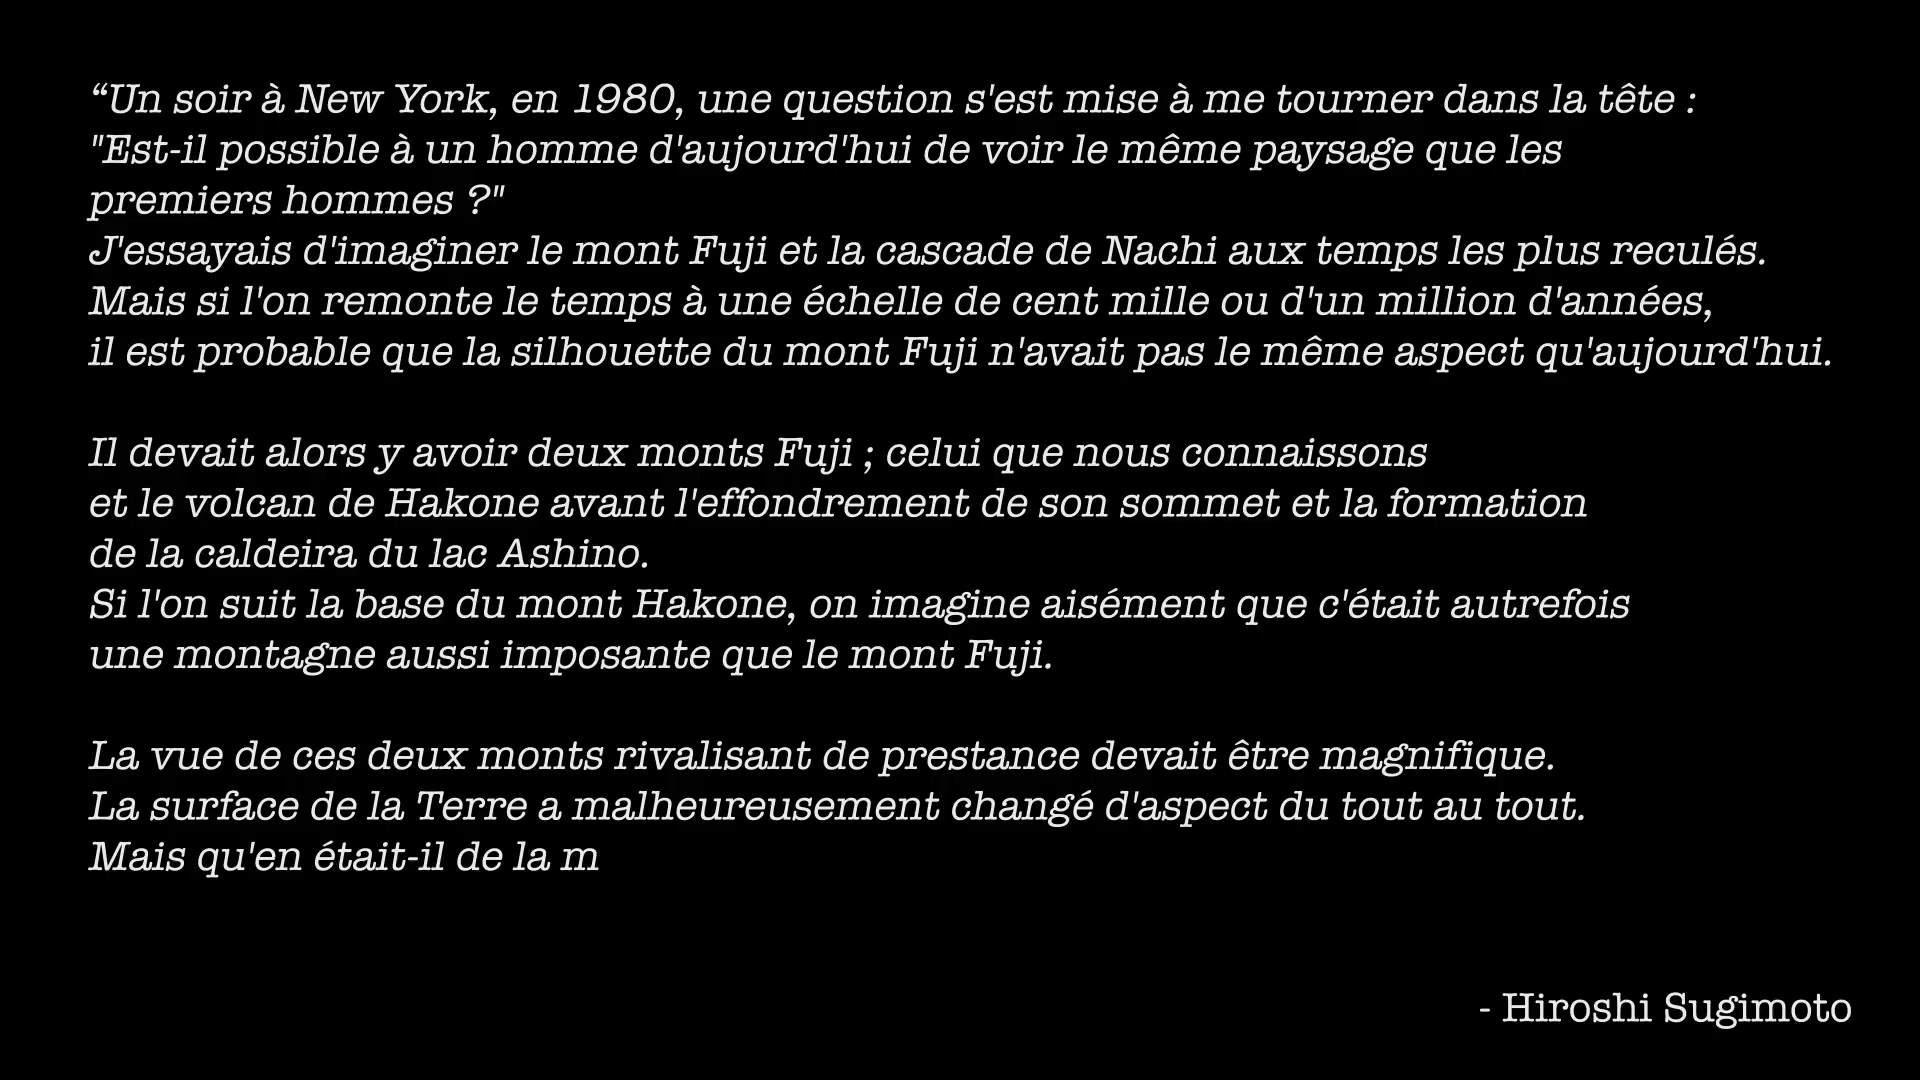 “Un soir à New York, en 1980, une question s'est mise à me tourner dans la tête :
"Est-il possible à un homme d'aujourd'hui de voir le même paysage que les
premiers hommes ?"
J'essayais d'imaginer le mont Fuji et la cascade de Nachi aux temps les plus reculés.
Mais si l'on remonte le temps à une échelle de cent mille ou d'un million d'années,
il est probable que la silhouette du mont Fuji n'avait pas le même aspect qu'aujourd'hui.
Il devait alors y avoir deux monts Fuji ; celui que nous connaissons
et le volcan de Hakone avant l'effondrement de son sommet et la formation
de la caldeira du lac Ashino.
Si l'on suit la base du mont Hakone, on imagine aisément que c'était autrefois
une montagne aussi imposante que le mont Fuji.
La vue de ces deux monts rivalisant de prestance devait être magnifique.
La surface de la Terre a malheureusement changé d'aspect du tout au tout.
Mais qu'en était-il de la m
- Hiroshi Sugimoto